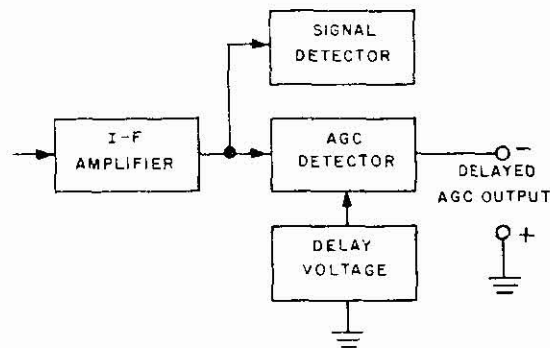 SIGNAL
DETECTOR
I-F
AMPLIFIER
AGC
DETECTOR
−
DELAYED
AGC OUTPUT
+
DELAY
VOLTAGE